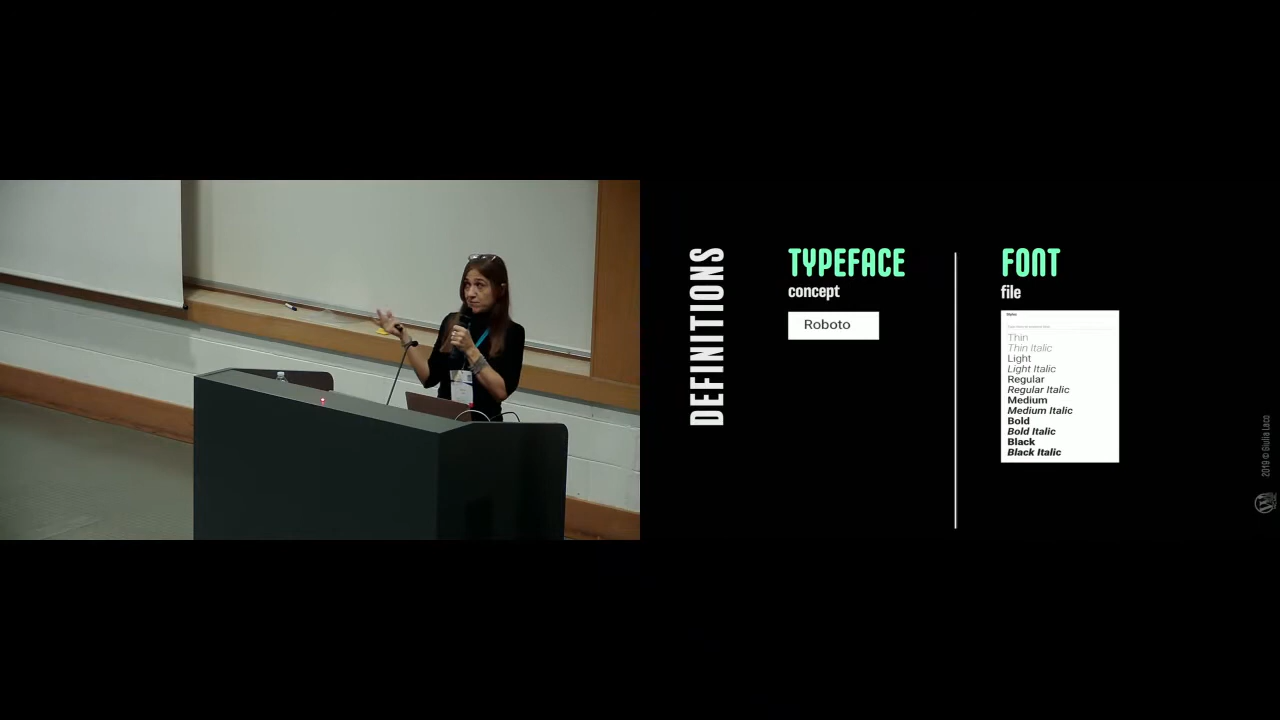 DEFINITIONS
TYPEFACE
concept
Roboto
FONT
file
Styles
Thin
Thin Italic
Light
Light Italic
Regular
Regular Italic
Medium
Medium Italic
Bold
Bold Italic
Black
Black Italic
2019 © Giulia Laco